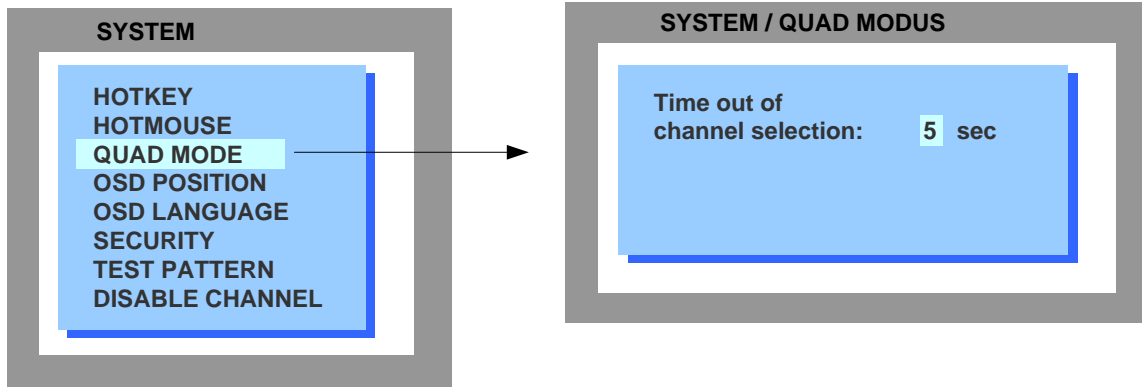 SYSTEM
HOTKEY
HOTMOUSE
QUAD MODE
OSD POSITION
OSD LANGUAGE
SECURITY
TEST PATTERN
DISABLE CHANNEL
SYSTEM / QUAD MODUS
Time out of
channel selection: 5 sec